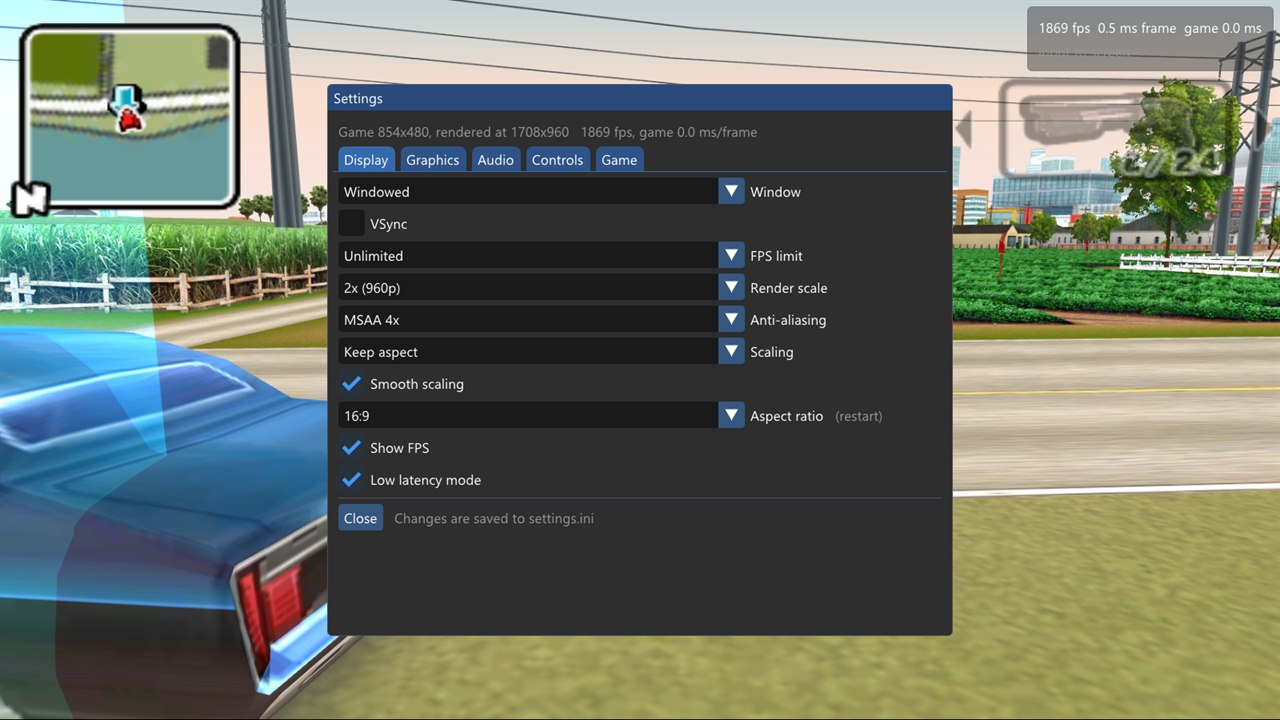 1869 fps 0.5 ms frame game 0.0 ms
Settings
Game 854x480, rendered at 1708x960 1869 fps, game 0.0 ms/frame
Display Graphics Audio Controls Game
Windowed Window
VSync
Unlimited FPS limit
2x (960p) Render scale
MSAA 4x Anti-aliasing
Keep aspect Scaling
Smooth scaling
16:9 Aspect ratio (restart)
Show FPS
Low latency mode
Close Changes are saved to settings.ini
N